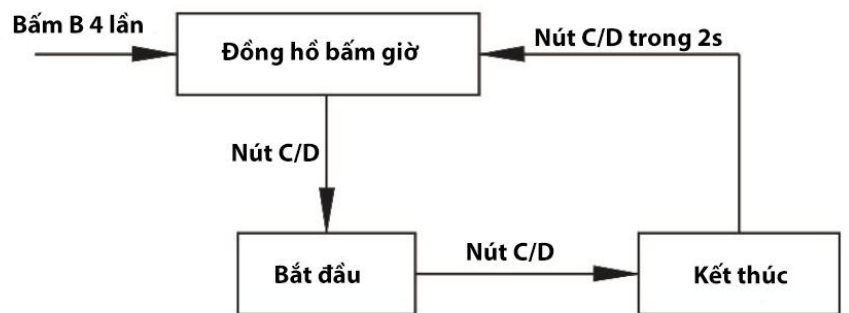 Bấm B 4 lần
Đồng hồ bấm giờ
Nút C/D trong 2s
Nút C/D
Bắt đầu
Nút C/D
Kết thúc